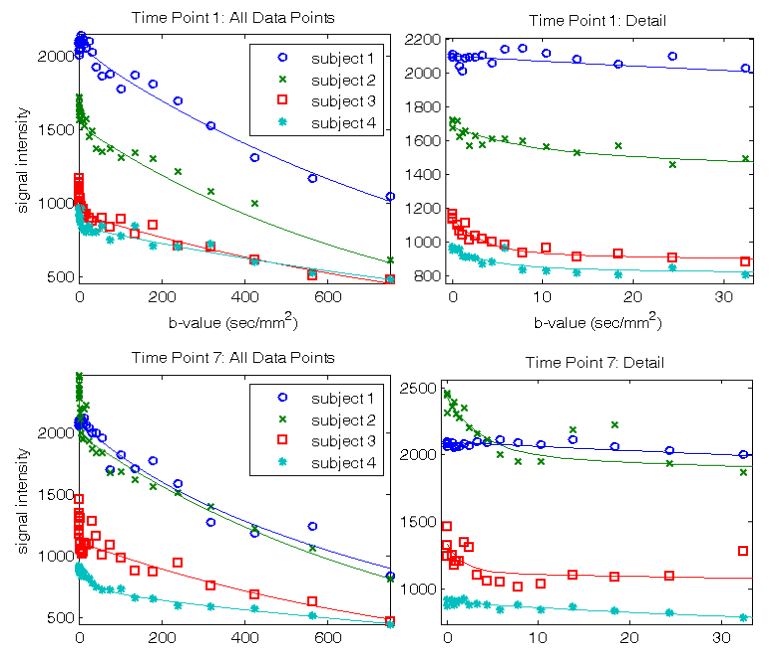 Time Point 1: All Data Points
signal intensity
2000
1500
1000
500
0
200
400
600
b-value (sec/mm²)
subject 1
subject 2
subject 3
subject 4
Time Point 1: Detail
2200
2000
1800
1600
1400
1200
1000
800
0
10
20
30
b-value (sec/mm²)
Time Point 7: All Data Points
signal intensity
2000
1500
1000
500
0
200
400
600
subject 1
subject 2
subject 3
subject 4
Time Point 7: Detail
2500
2000
1500
1000
0
10
20
30